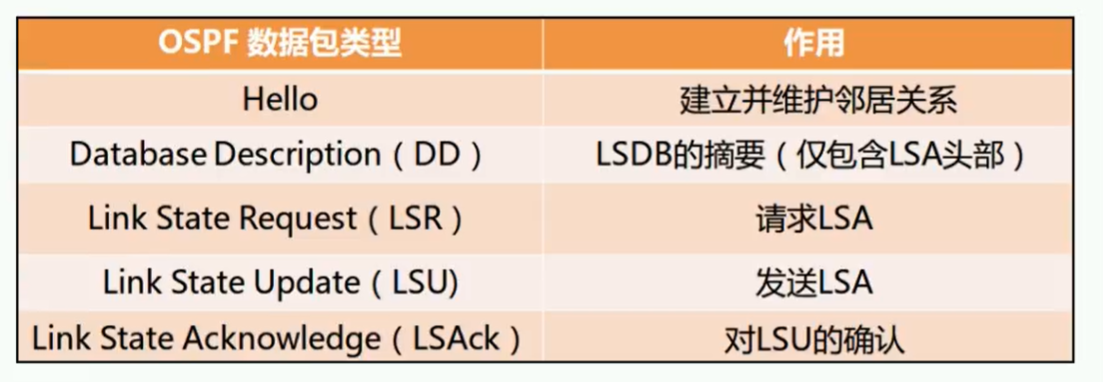 OSPF 数据包类型 作用
Hello 建立并维护邻居关系
Database Description（DD） LSDB的摘要（仅包含LSA头部）
Link State Request（LSR） 请求LSA
Link State Update（LSU) 发送LSA
Link State Acknowledge（LSAck） 对LSU的确认